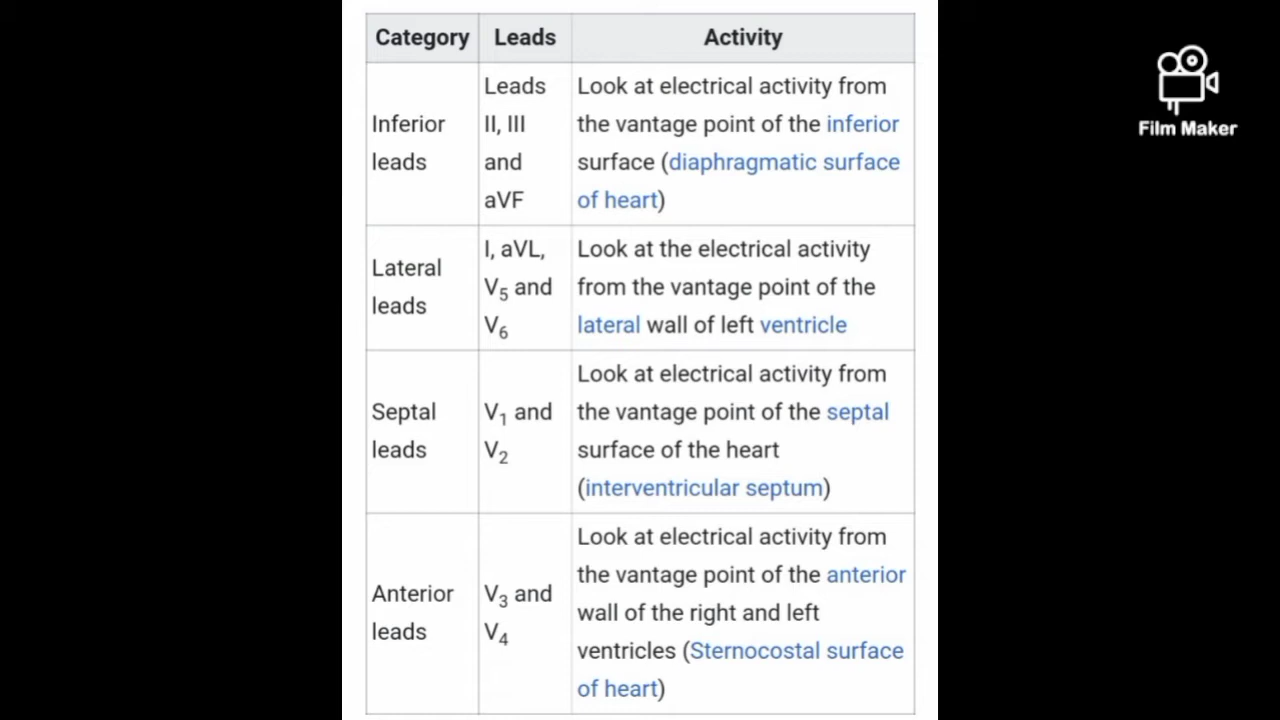 Category Leads Activity
Inferior leads
Leads
II, III
and
aVF
Look at electrical activity from
the vantage point of the inferior
surface (diaphragmatic surface
of heart)
Lateral
leads
I, aVL,
V5 and
V6
Look at the electrical activity
from the vantage point of the
lateral wall of left ventricle
Septal
leads
V1 and
V2
Look at electrical activity from
the vantage point of the septal
surface of the heart
(interventricular septum)
Anterior
leads
V3 and
V4
Look at electrical activity from
the vantage point of the anterior
wall of the right and left
ventricles (Sternocostal surface
of heart)
Film Maker